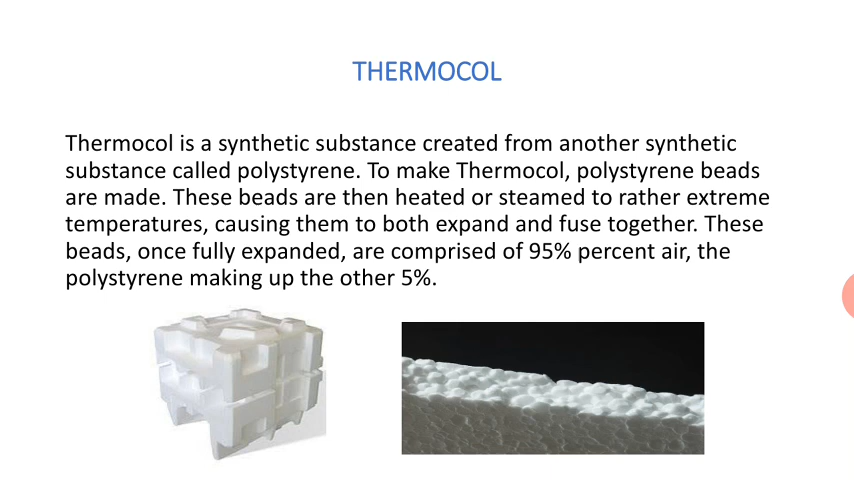 THERMOCOL
Thermocol is a synthetic substance created from another synthetic
substance called polystyrene. To make Thermocol, polystyrene beads
are made. These beads are then heated or steamed to rather extreme
temperatures, causing them to both expand and fuse together. These
beads, once fully expanded, are comprised of 95% percent air, the
polystyrene making up the other 5%.